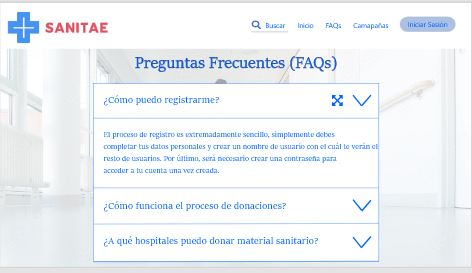 SANITAE
Buscar Inicio FAQs Camapañas Iniciar Sesión
Preguntas Frecuentes (FAQs)
¿Cómo puedo registrarme?
El proceso de registro es extremadamente sencillo, simplemente debes
completar tus datos personales y crear un nombre de usuario con el cuál te verán el
resto de usuarios. Por último, será necesario crear una contraseña para
acceder a tu cuenta una vez creada.
¿Cómo funciona el proceso de donaciones?
¿A qué hospitales puedo donar material sanitario?